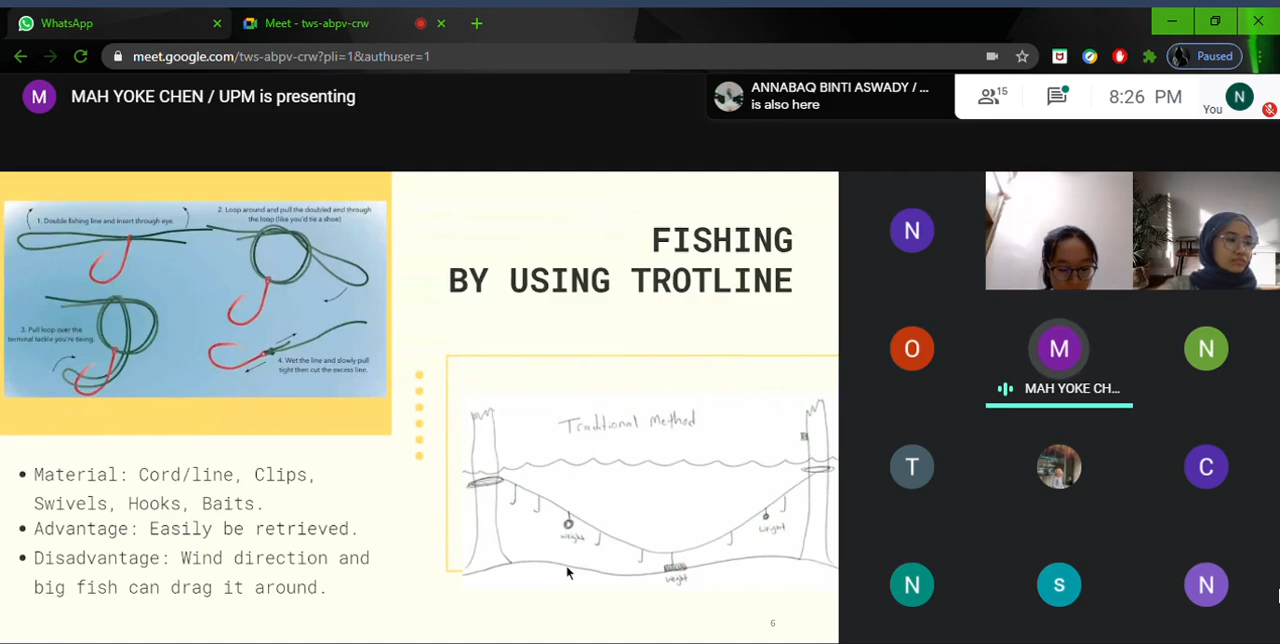 WhatsApp
Meet - tws-abpv-crw
meet.google.com/tws-abpv-crw?pli=1&authuser=1
Paused
M
MAH YOKE CHEN / UPM is presenting
ANNABAQ BINTI ASWADY / ...
is also here
15
8:26 PM
You
N
1. Double fishing line and insert through eye.
2. Loop around and pull the doubled end through
the loop (like you'd tie a shoe)
3. Pull loop over the
terminal tackle you're tieing.
4. Wet the line and slowly pull
tight then cut the excess line.
FISHING
BY USING TROTLINE
Material: Cord/line, Clips,
Swivels, Hooks, Baits.
Advantage: Easily be retrieved.
Disadvantage: Wind direction and
big fish can drag it around.
Traditional Method
weight
weight
weight
6
N
O
M
N
MAH YOKE CH...
T
C
N
S
N